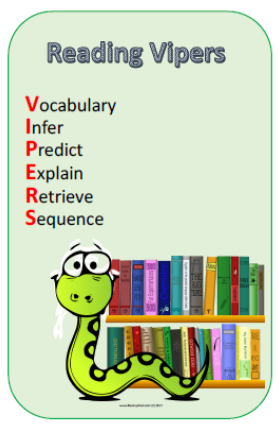 Reading Vipers
Vocabulary
Infer
Predict
Explain
Retrieve
Sequence